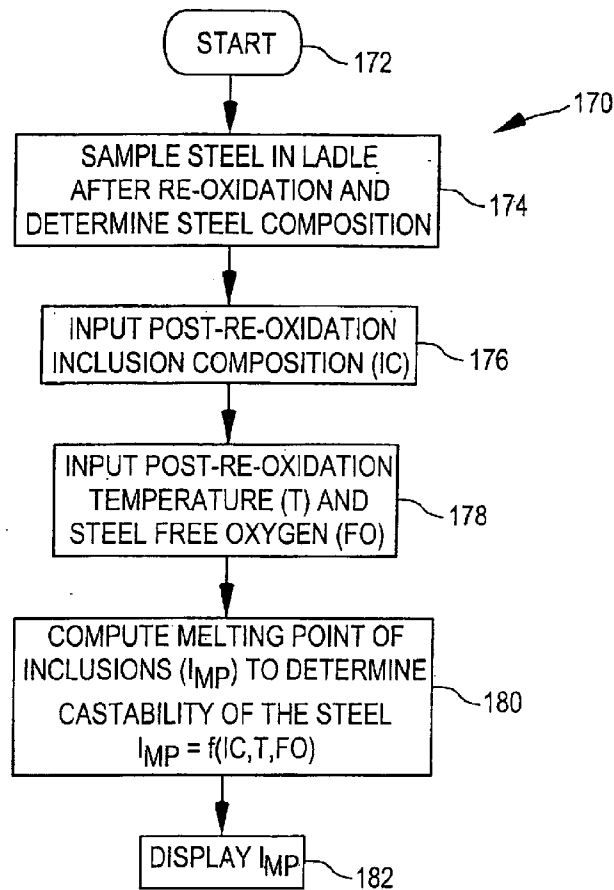 START
172
170
SAMPLE STEEL IN LADLE
AFTER RE-OXIDATION AND
DETERMINE STEEL COMPOSITION
174
INPUT POST-RE-OXIDATION
INCLUSION COMPOSITION (IC)
176
INPUT POST-RE-OXIDATION
TEMPERATURE (T) AND
STEEL FREE OXYGEN (FO)
178
COMPUTE MELTING POINT OF
INCLUSIONS (IMP) TO DETERMINE
CASTABILITY OF THE STEEL
IMP = f(IC,T,FO)
180
DISPLAY IMP
182